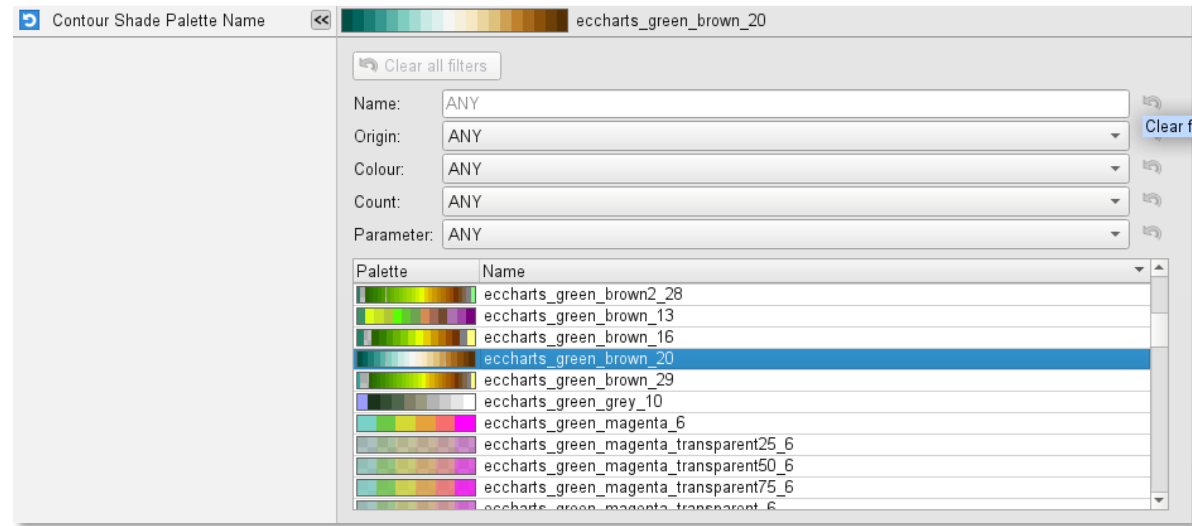 Contour Shade Palette Name
eccharts_green_brown_20
Clear all filters
Name: ANY
Clear f
Origin: ANY
Colour: ANY
Count: ANY
Parameter: ANY
Palette Name
eccharts_green_brown2_28
eccharts_green_brown_13
eccharts_green_brown_16
eccharts_green_brown_20
eccharts_green_brown_29
eccharts_green_grey_10
eccharts_green_magenta_6
eccharts_green_magenta_transparent25_6
eccharts_green_magenta_transparent50_6
eccharts_green_magenta_transparent75_6
eccharts_green_magenta_transparent_6